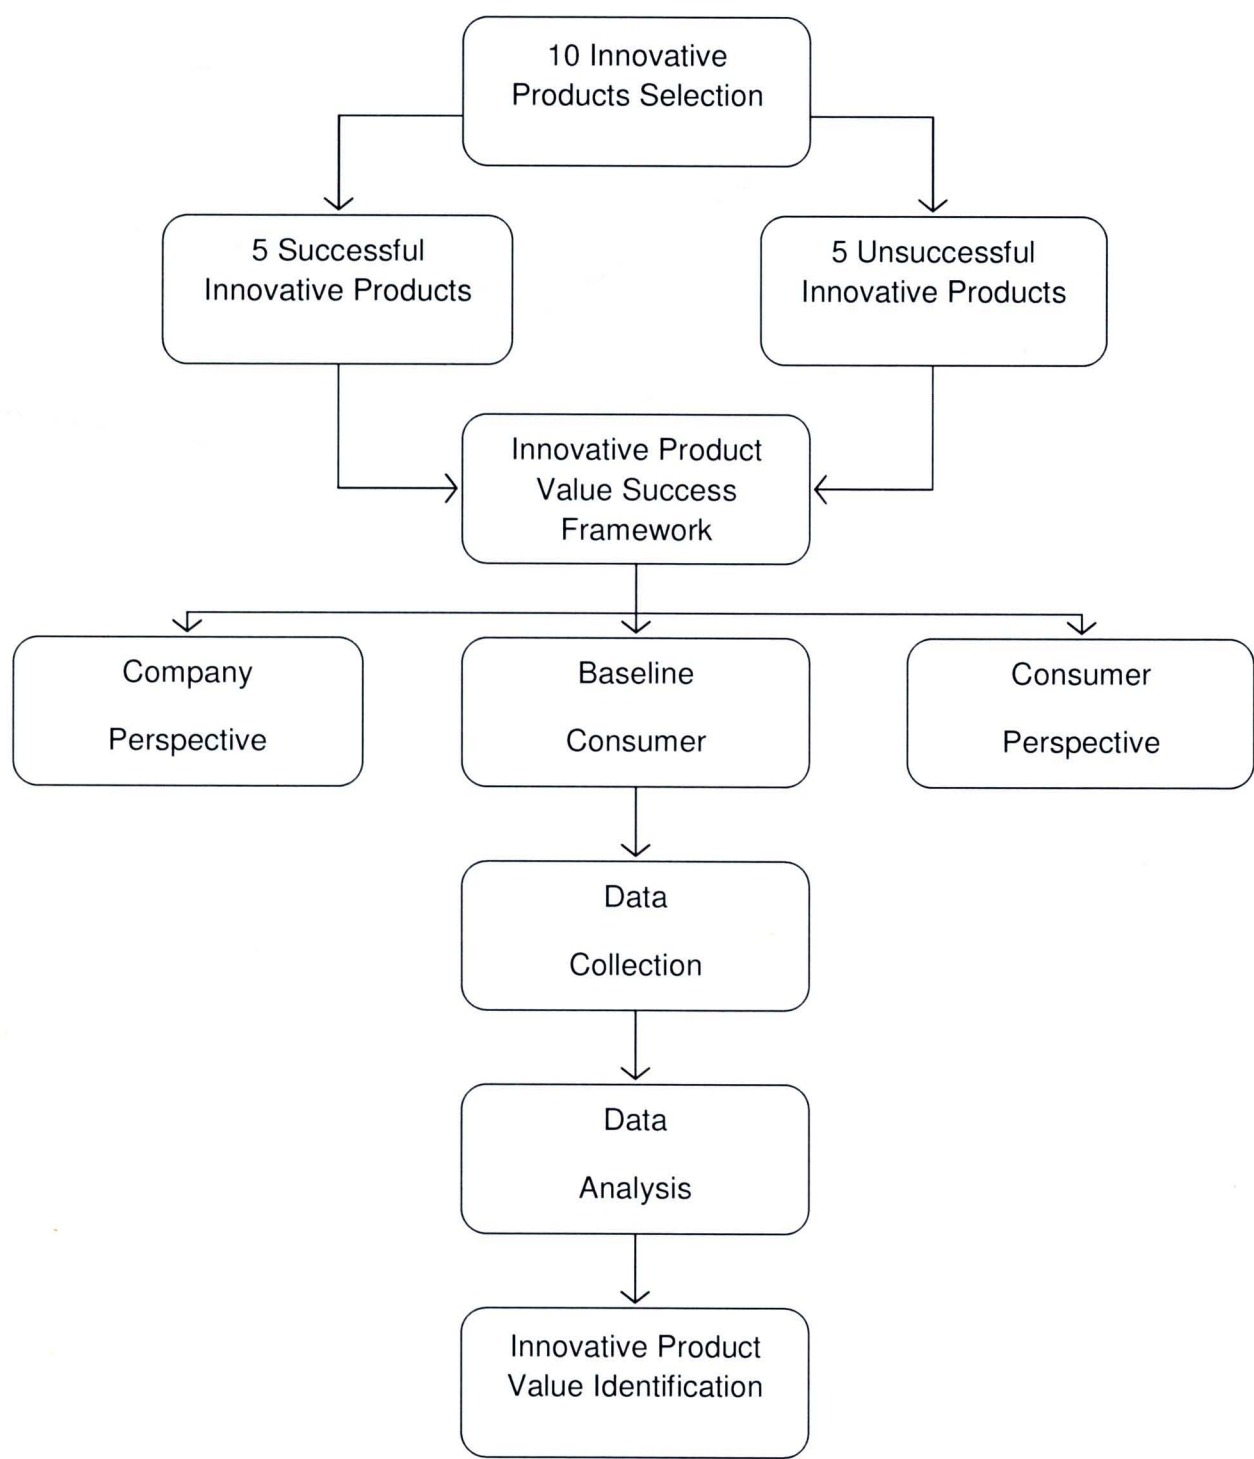 10 Innovative
Products Selection
5 Successful
Innovative Products
5 Unsuccessful
Innovative Products
Innovative Product
Value Success
Framework
Company
Perspective
Baseline
Consumer
Consumer
Perspective
Data
Collection
Data
Analysis
Innovative Product
Value Identification